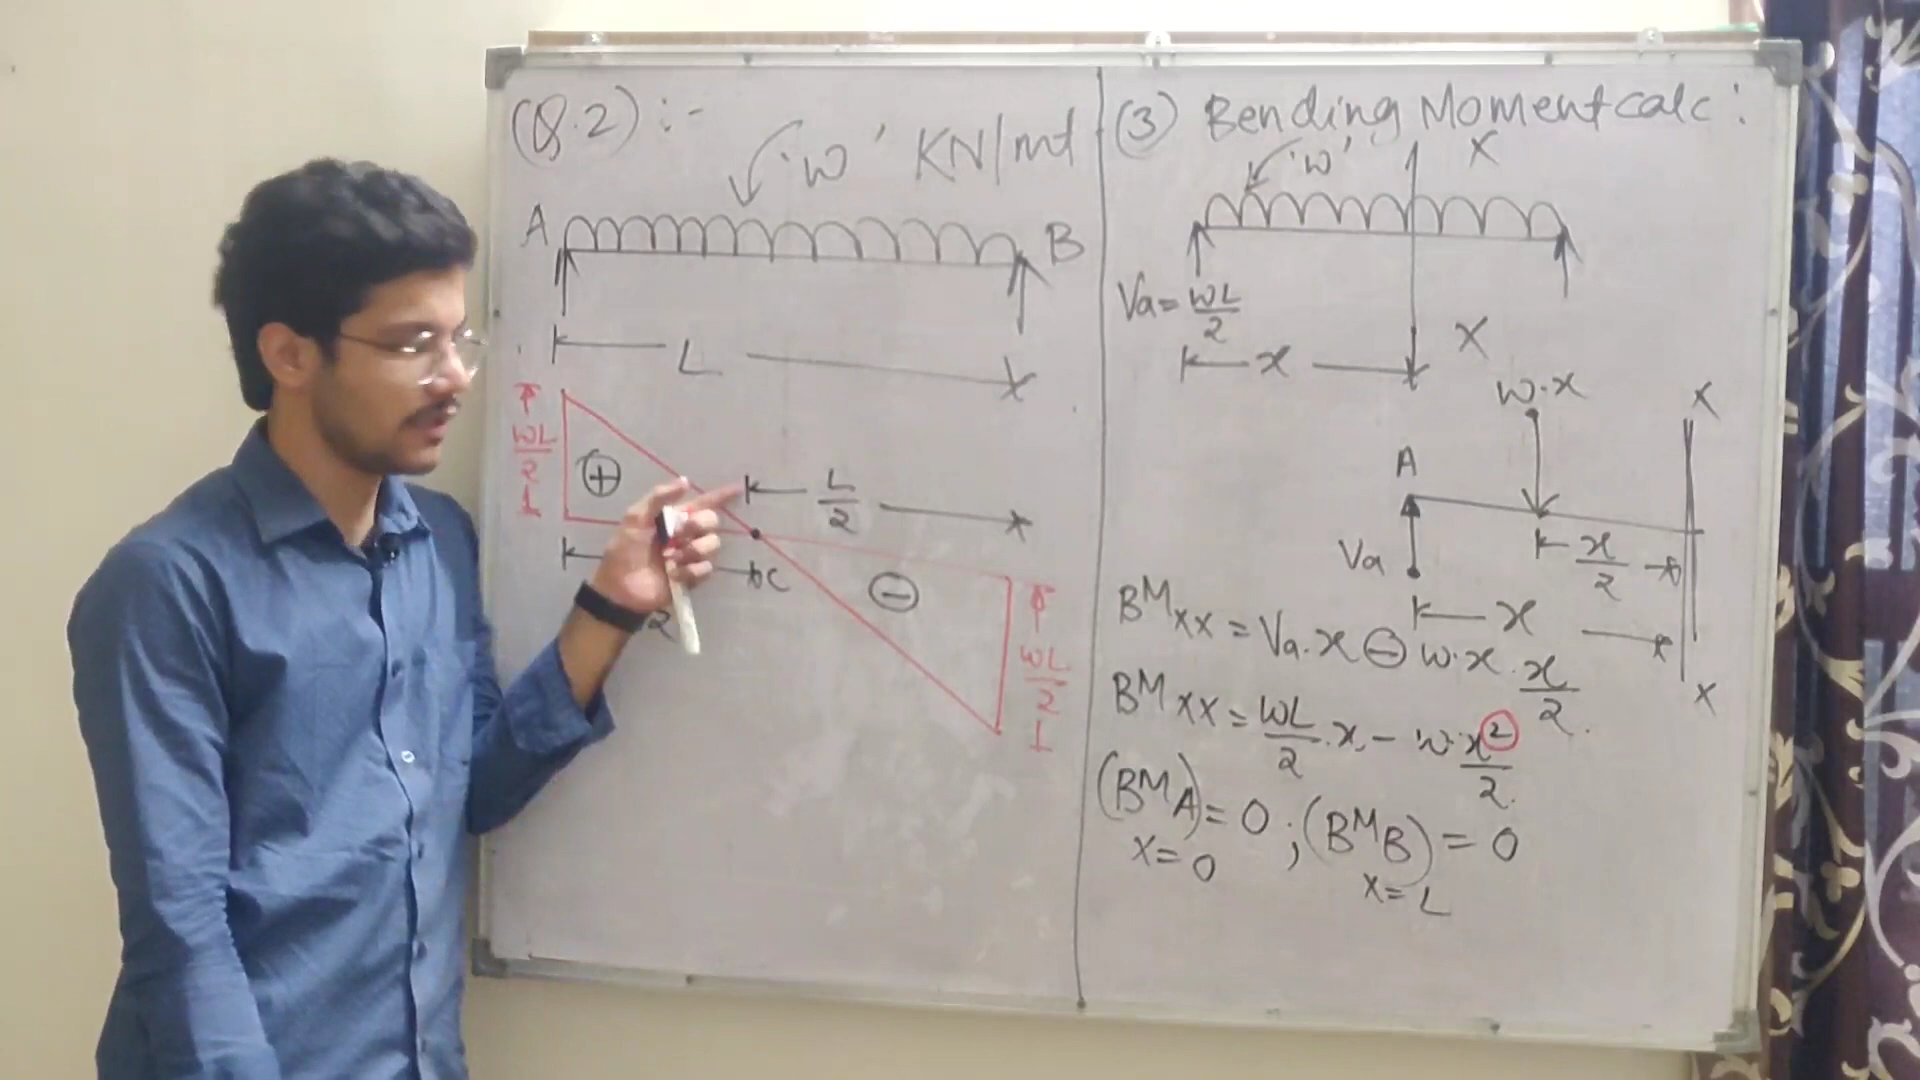 (Q.2) :-
'w' KN/mt
A
B
L
wL/2
+
L/2
C
2
-
wL/2
(3) Bending Moment calc :
'w'
X
Va = wL/2
x
X
w.x
X
A
Va
x/2
x
X
BMxx = Va.x ⊖ w.x.x/2
BMxx = wL/2 .x - w.x²/2.
(BMA) = 0 ; (BMB) = 0
x=0
x=L